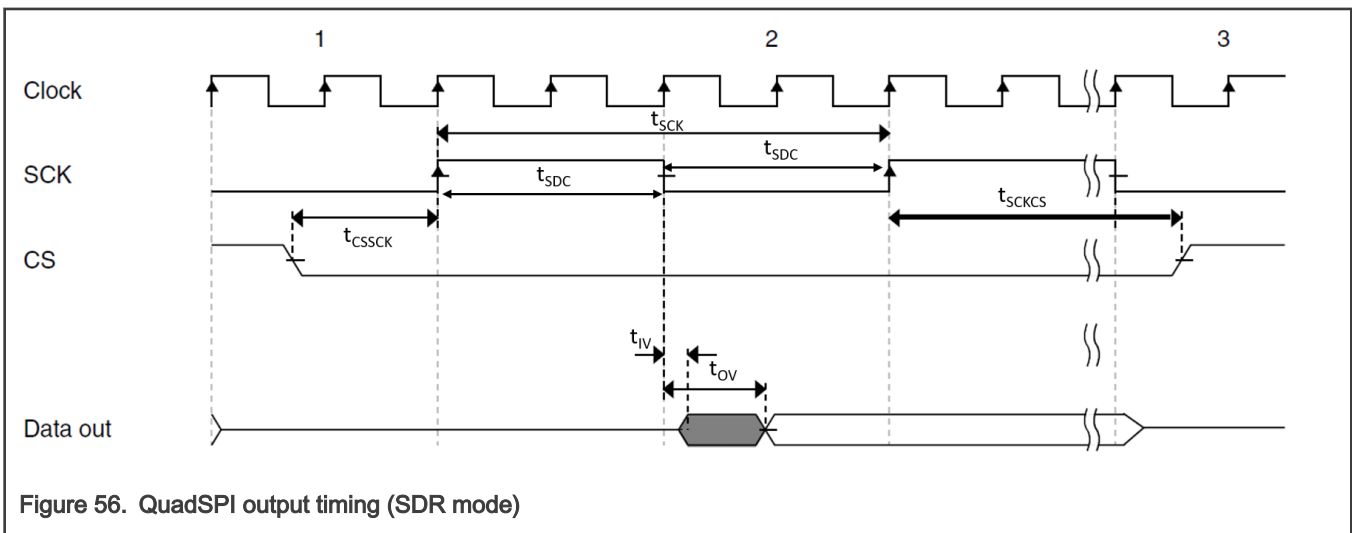 1 2 3
Clock
tSCK
tSDC
SCK
tSDC
tSCKCS
tCSSCK
CS
tIV
tOV
Data out
Figure 56. QuadSPI output timing (SDR mode)